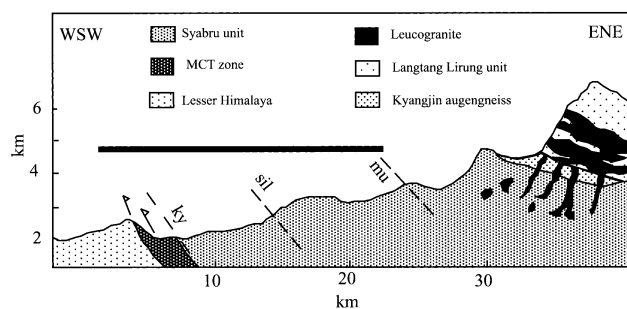 WSW
ENE
Syabru unit
Leucogranite
MCT zone
Langtang Lirung unit
Lesser Himalaya
Kyangjin augengneiss
6
km
4
2
ky
sil
mu
10
20
30
km